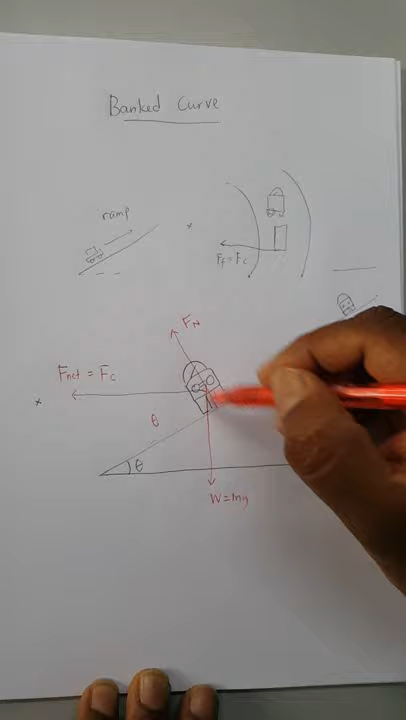 Banked Curve
ramp
x
Ff = Fc
FN
Fnet = Fc
x
θ
θ
W = mg